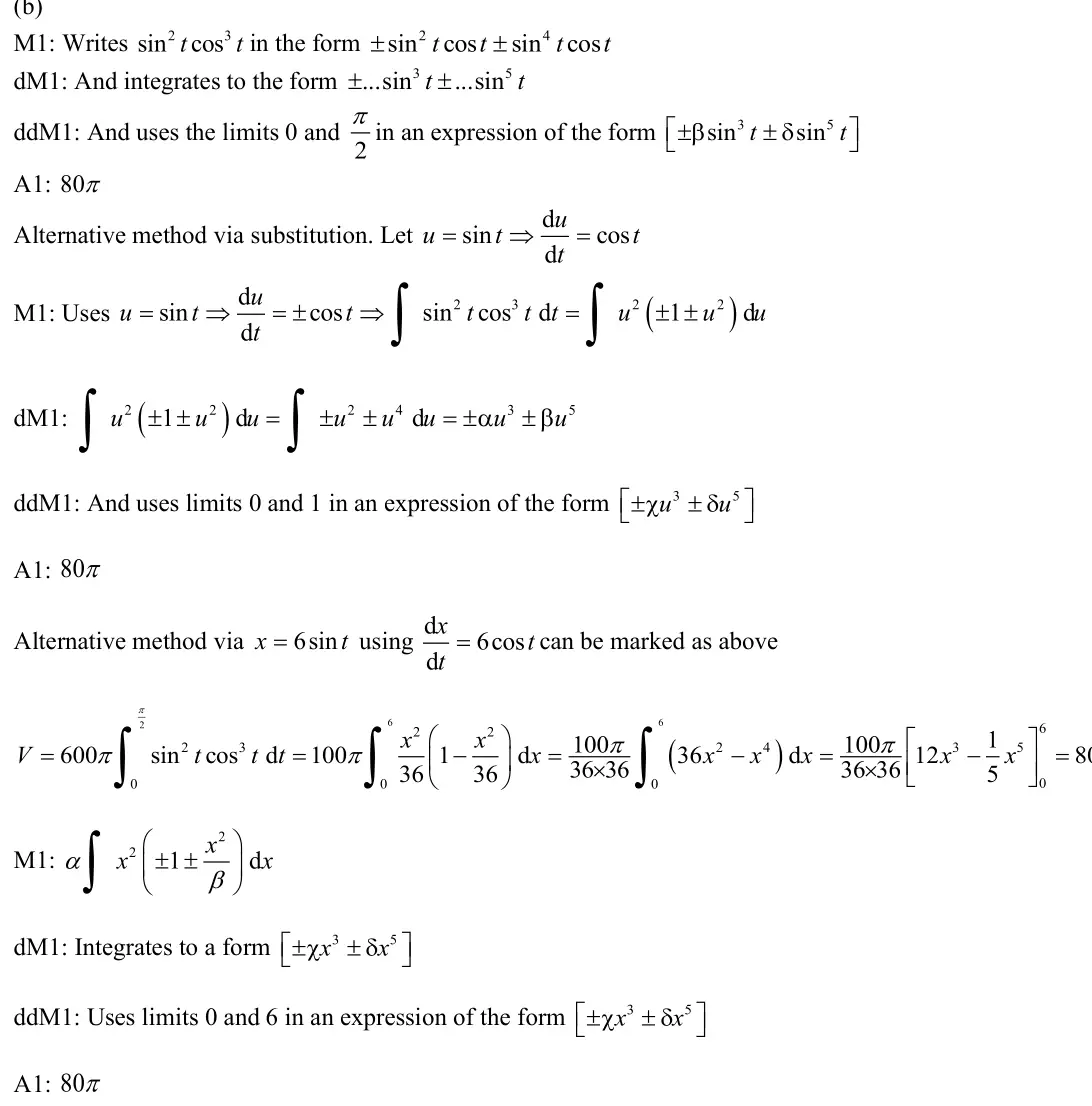 (b)
M1: Writes sin² t cos³ t in the form ± sin² t cos t ± sin⁴ t cos t
dM1: And integrates to the form ±...sin³ t ±...sin⁵ t
ddM1: And uses the limits 0 and π/2 in an expression of the form [±β sin³ t ± δ sin⁵ t]
A1: 80π
Alternative method via substitution. Let u = sin t ⇒ du/dt = cos t
M1: Uses u = sin t ⇒ du/dt = ±cos t ⇒ ∫ sin² t cos³ t dt = ∫ u² (±1 ± u²) du
dM1: ∫ u² (±1 ± u²) du = ∫ ±u² ± u⁴ du = ±αu³ ± βu⁵
ddM1: And uses limits 0 and 1 in an expression of the form [±χu³ ± δu⁵]
A1: 80π
Alternative method via x = 6 sin t using dx/dt = 6 cos t can be marked as above
V = 600π ∫₀^(π/2) sin² t cos³ t dt = 100π ∫₀⁶ x²/36 (1 − x²/36) dx = 100π/(36×36) ∫₀⁶ (36x² − x⁴) dx = 100π/(36×36) [12x³ − 1/5 x⁵]₀⁶ = 80
M1: α ∫ x² (±1 ± x²/β) dx
dM1: Integrates to a form [±χx³ ± δx⁵]
ddM1: Uses limits 0 and 6 in an expression of the form [±χx³ ± δx⁵]
A1: 80π